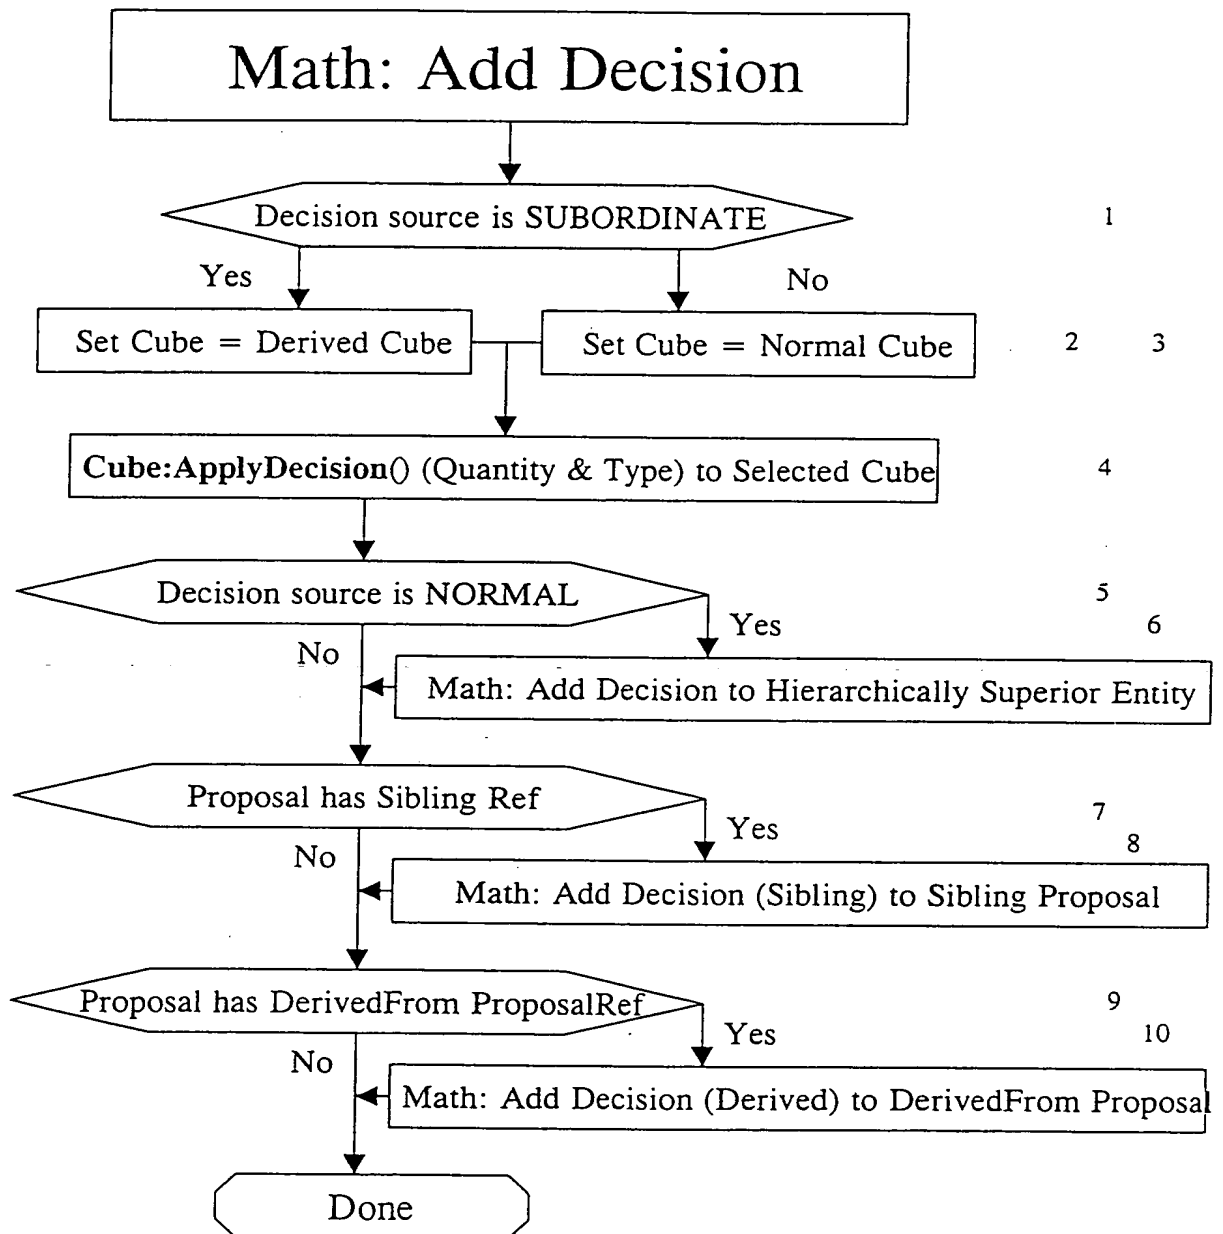 Math: Add Decision
Decision source is SUBORDINATE 1
Yes No
Set Cube = Derived Cube Set Cube = Normal Cube 2 3
Cube:ApplyDecision() (Quantity & Type) to Selected Cube 4
Decision source is NORMAL 5
Yes 6
No
Math: Add Decision to Hierarchically Superior Entity
Proposal has Sibling Ref 7
Yes 8
No
Math: Add Decision (Sibling) to Sibling Proposal
Proposal has DerivedFrom ProposalRef 9
Yes 10
No
Math: Add Decision (Derived) to DerivedFrom Proposal
Done